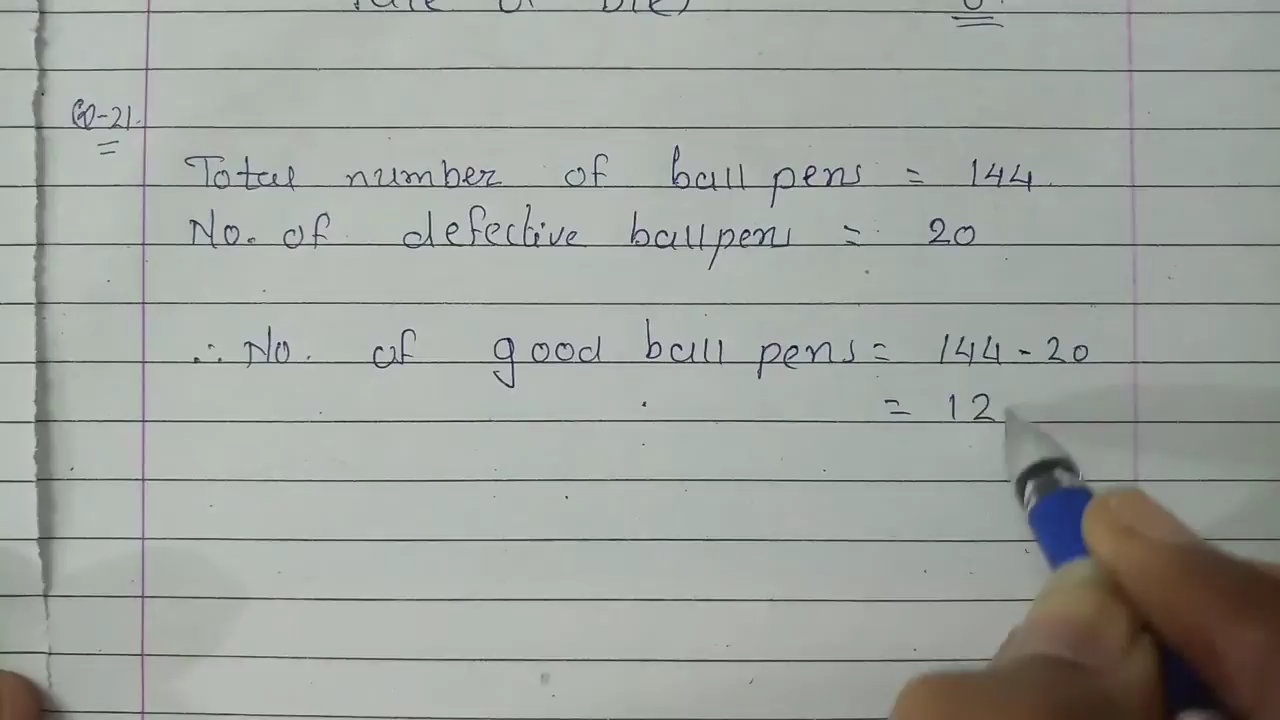 Q-21.
Total number of ball pens = 144.
No. of defective ballpens = 20
∴ No. of good ball pens = 144 - 20
= 12